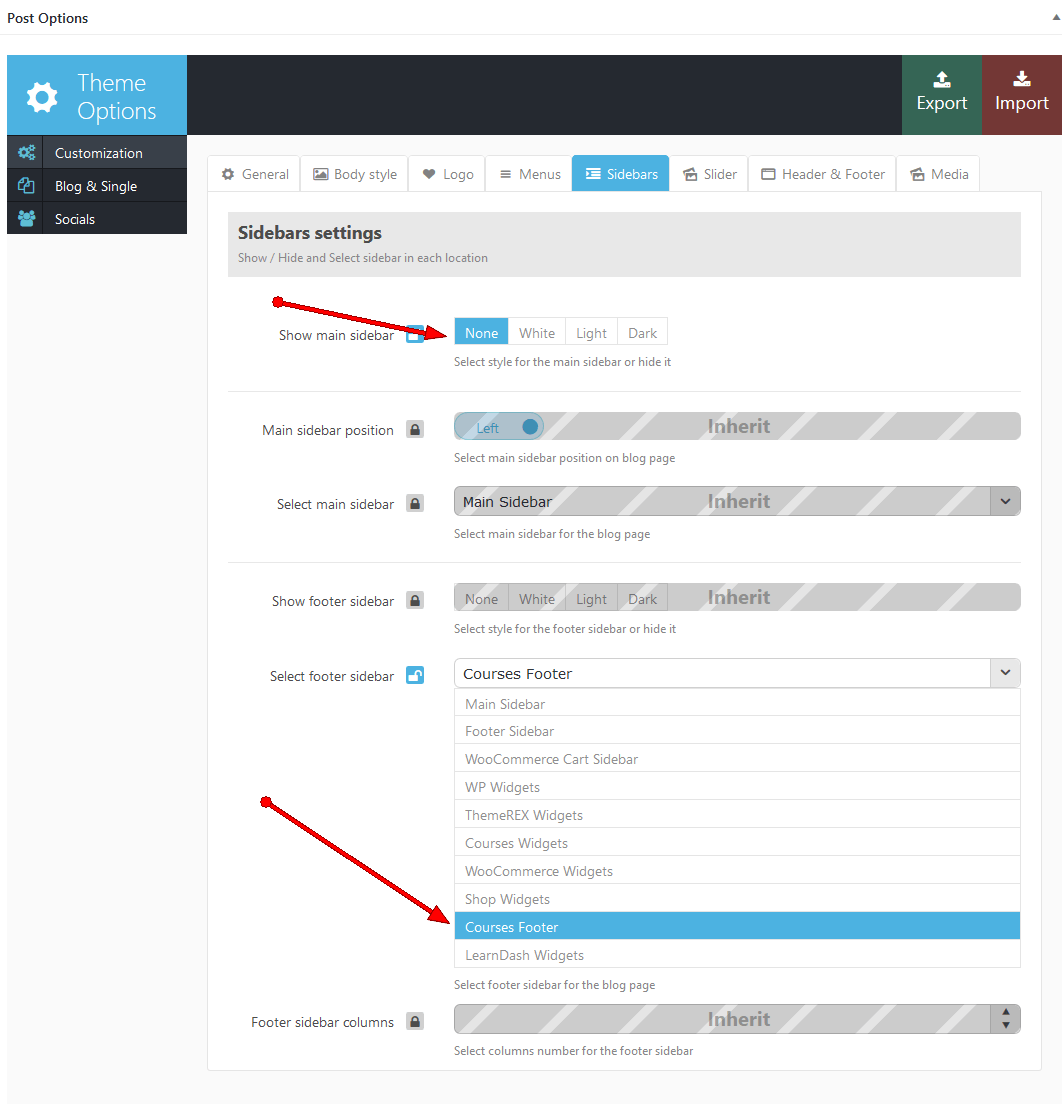 Post Options
Theme
Options
Export
Import
Customization
Blog & Single
Socials
General
Body style
Logo
Menus
Sidebars
Slider
Header & Footer
Media
Sidebars settings
Show / Hide and Select sidebar in each location
Show main sidebar
None
White
Light
Dark
Select style for the main sidebar or hide it
Main sidebar position
Left
Inherit
Select main sidebar position on blog page
Select main sidebar
Main Sidebar
Inherit
Select main sidebar for the blog page
Show footer sidebar
None
White
Light
Dark
Inherit
Select style for the footer sidebar or hide it
Select footer sidebar
Courses Footer
Main Sidebar
Footer Sidebar
WooCommerce Cart Sidebar
WP Widgets
ThemeREX Widgets
Courses Widgets
WooCommerce Widgets
Shop Widgets
Courses Footer
LearnDash Widgets
Select footer sidebar for the blog page
Footer sidebar columns
Inherit
Select columns number for the footer sidebar